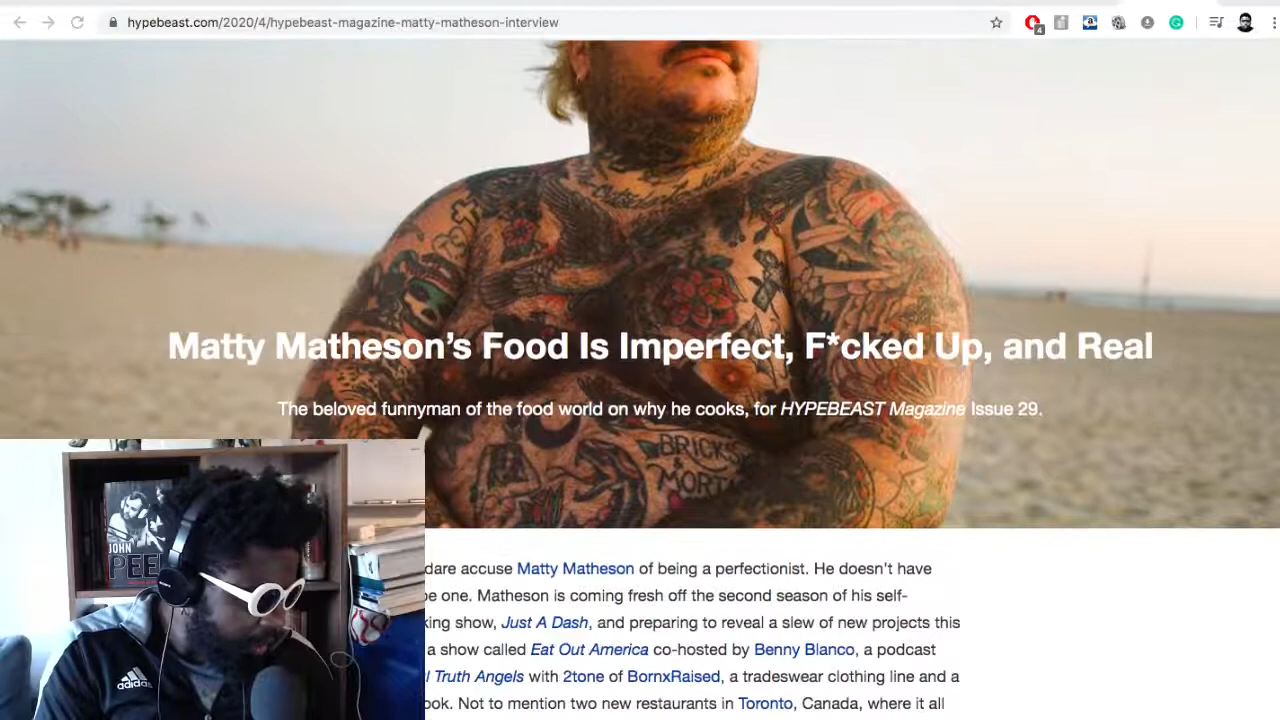 hypebeast.com/2020/4/hypebeast-magazine-matty-matheson-interview
4
Matty Matheson's Food Is Imperfect, F*cked Up, and Real
The beloved funnyman of the food world on why he cooks, for HYPEBEAST Magazine Issue 29.
BRICKS
&
JOHN
PEEL
adidas
dare accuse Matty Matheson of being a perfectionist. He doesn't have
be one. Matheson is coming fresh off the second season of his self-
king show, Just A Dash, and preparing to reveal a slew of new projects this
a show called Eat Out America co-hosted by Benny Blanco, a podcast
Truth Angels with 2tone of BornxRaised, a tradeswear clothing line and a
ook. Not to mention two new restaurants in Toronto, Canada, where it all